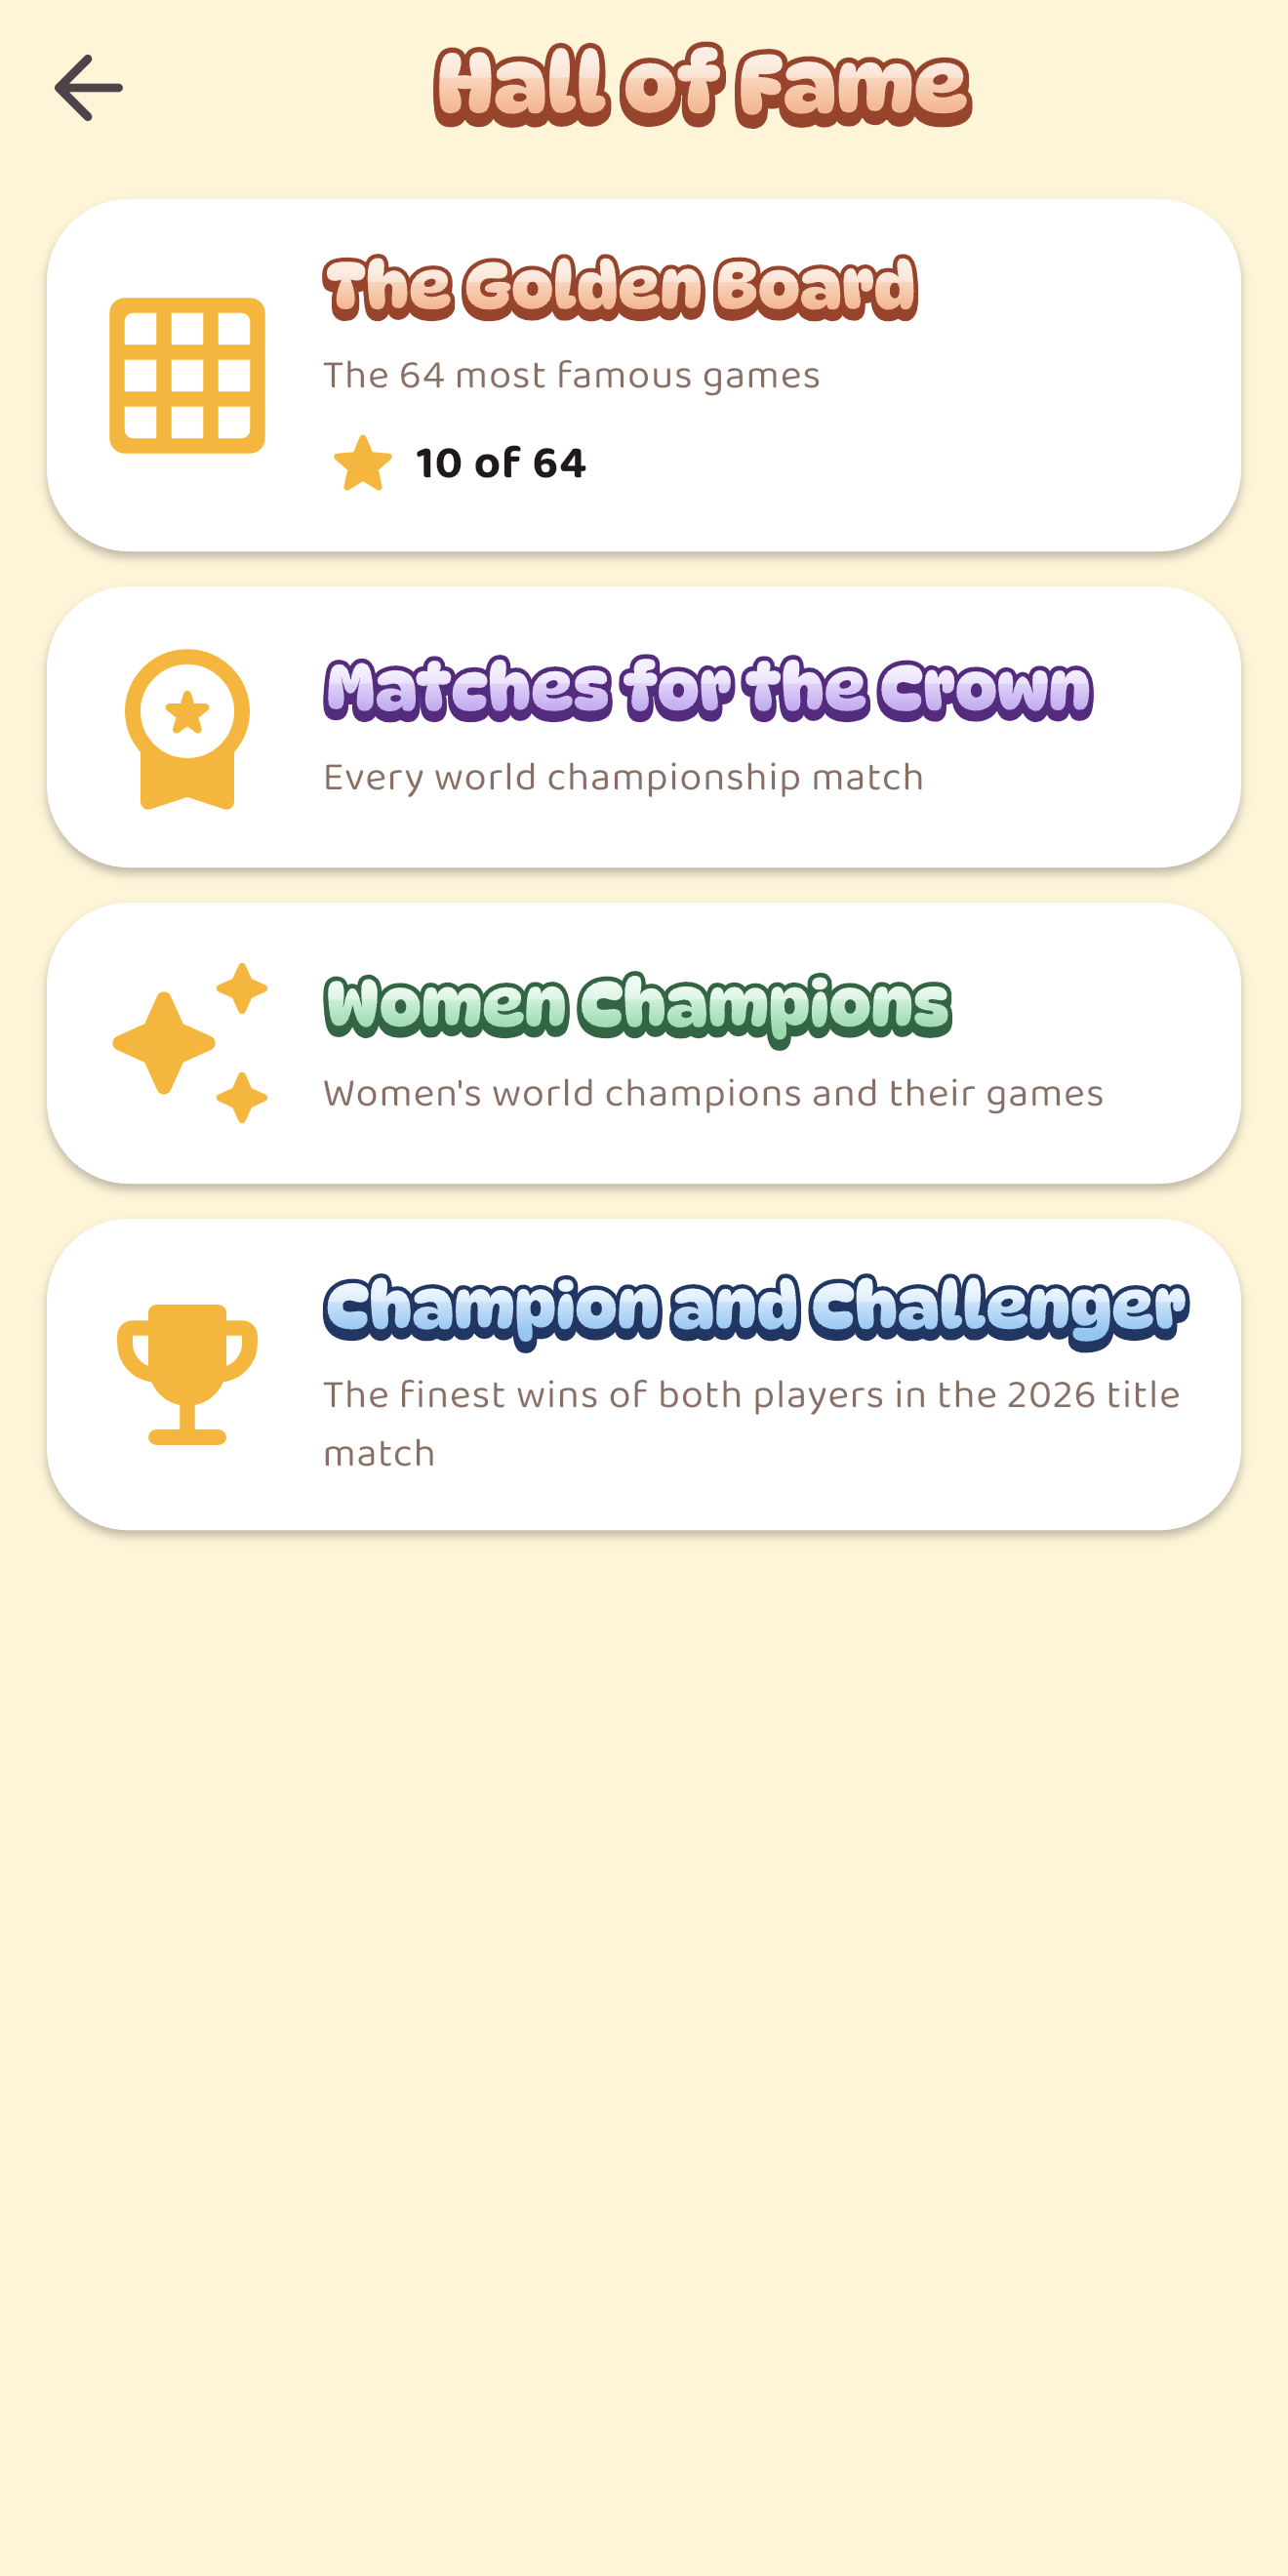 Hall of Fame
The Golden Board
The 64 most famous games
10 of 64
Matches for the Crown
Every world championship match
Women Champions
Women's world champions and their games
Champion and Challenger
The finest wins of both players in the 2026 title
match